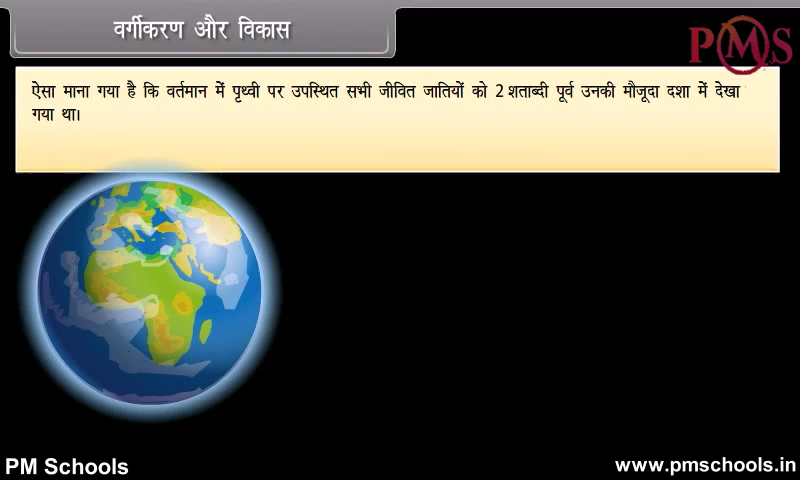 वर्गीकरण और विकास
PMS
ऐसा माना गया है कि वर्तमान में पृथ्वी पर उपस्थित सभी जीवित जातियों को 2 शताब्दी पूर्व उनकी मौजूदा दशा में देखा
गया था।
PM Schools
www.pmschools.in